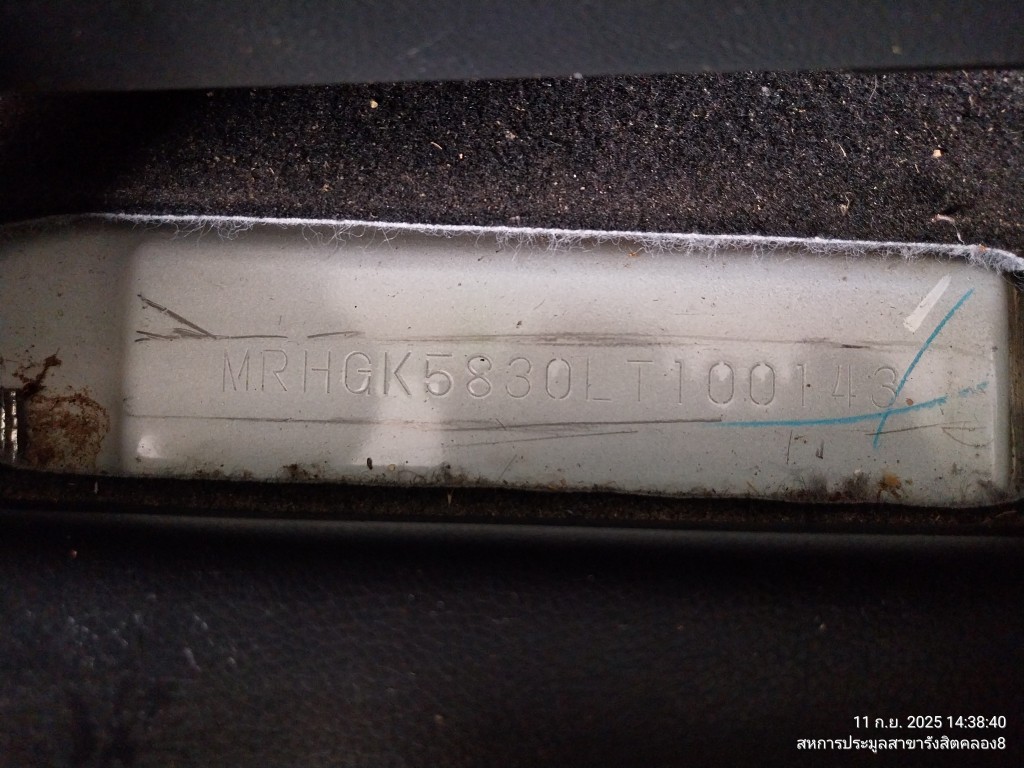 MRHGK5830LT100143
11 ก.ย. 2025 14:38:40
สหการประมูลสาขารังสิตคลอง8